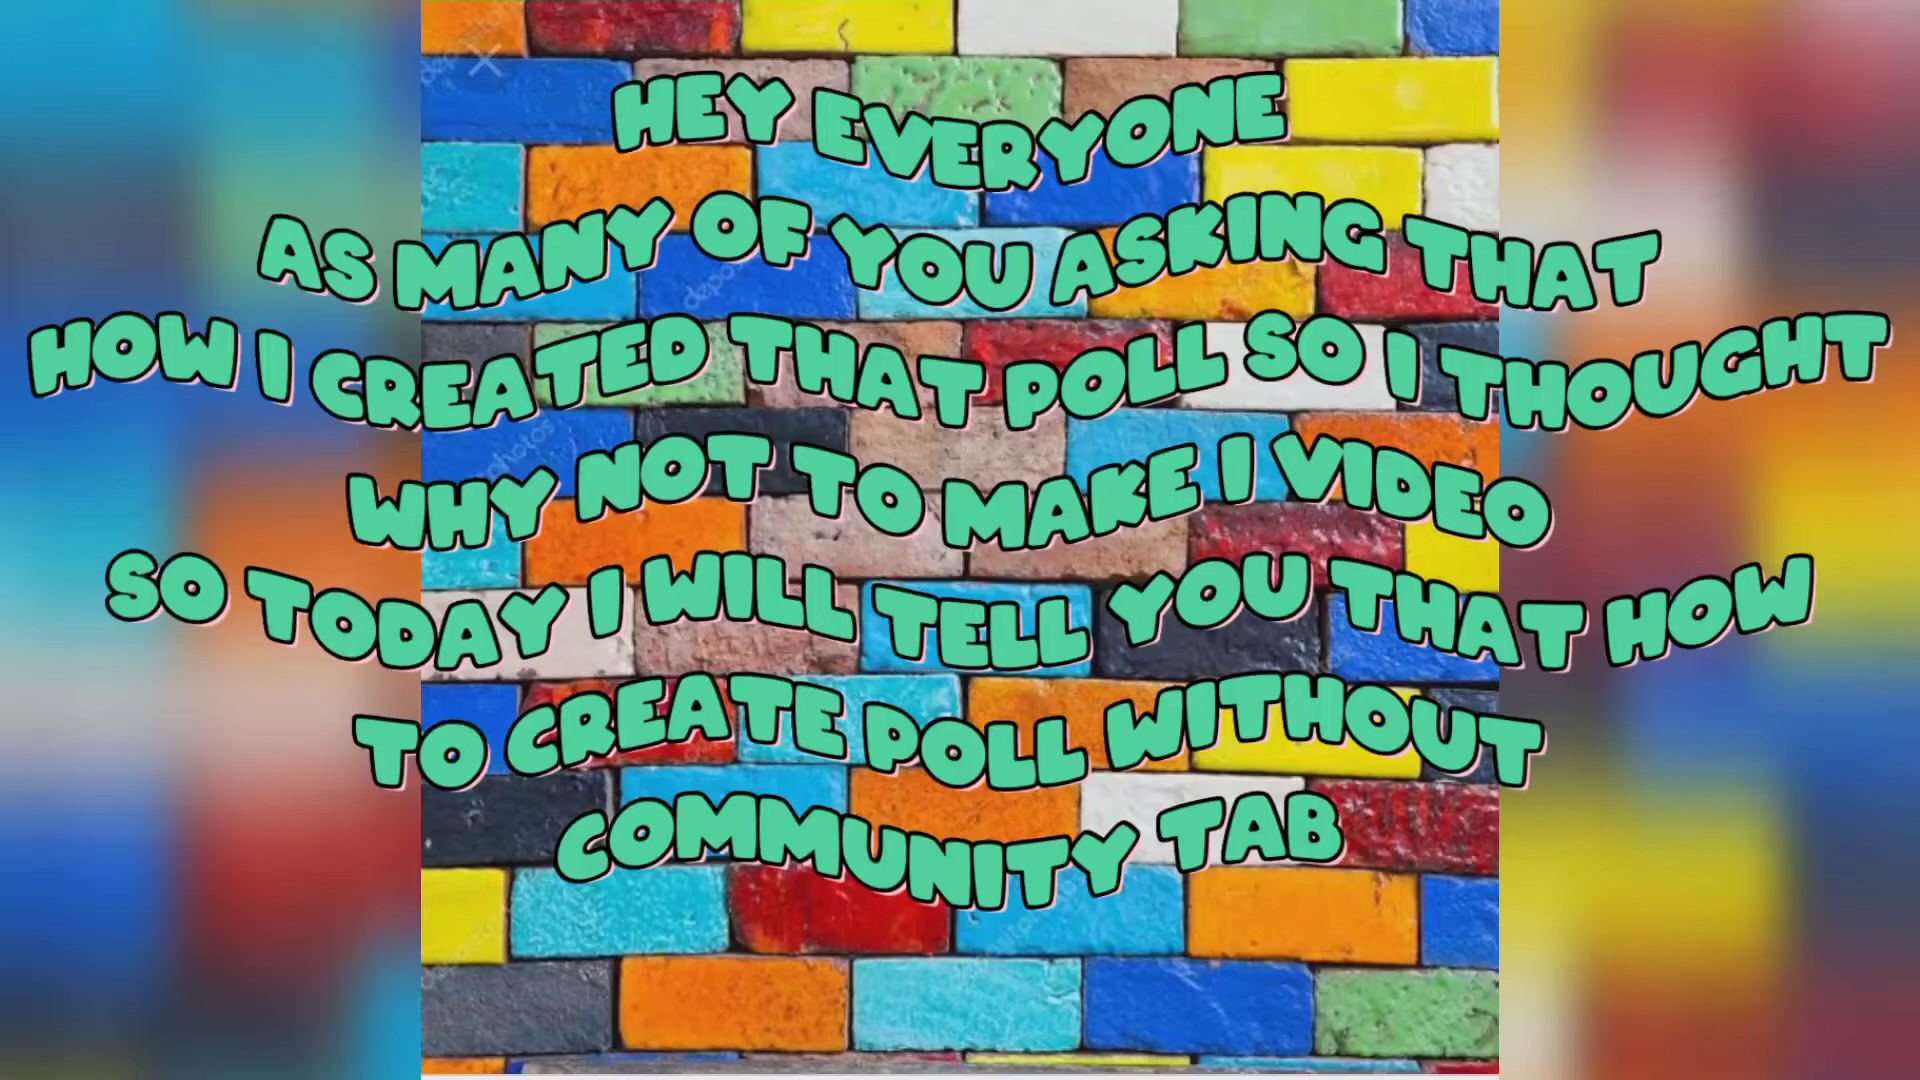 HEY EVERYONE
AS MANY OF YOU ASKING THAT
HOW I CREATED THAT POLL SO I THOUGHT
WHY NOT TO MAKE I VIDEO
SO TODAY I WILL TELL YOU THAT HOW
TO CREATE POLL WITHOUT
COMMUNITY TAB